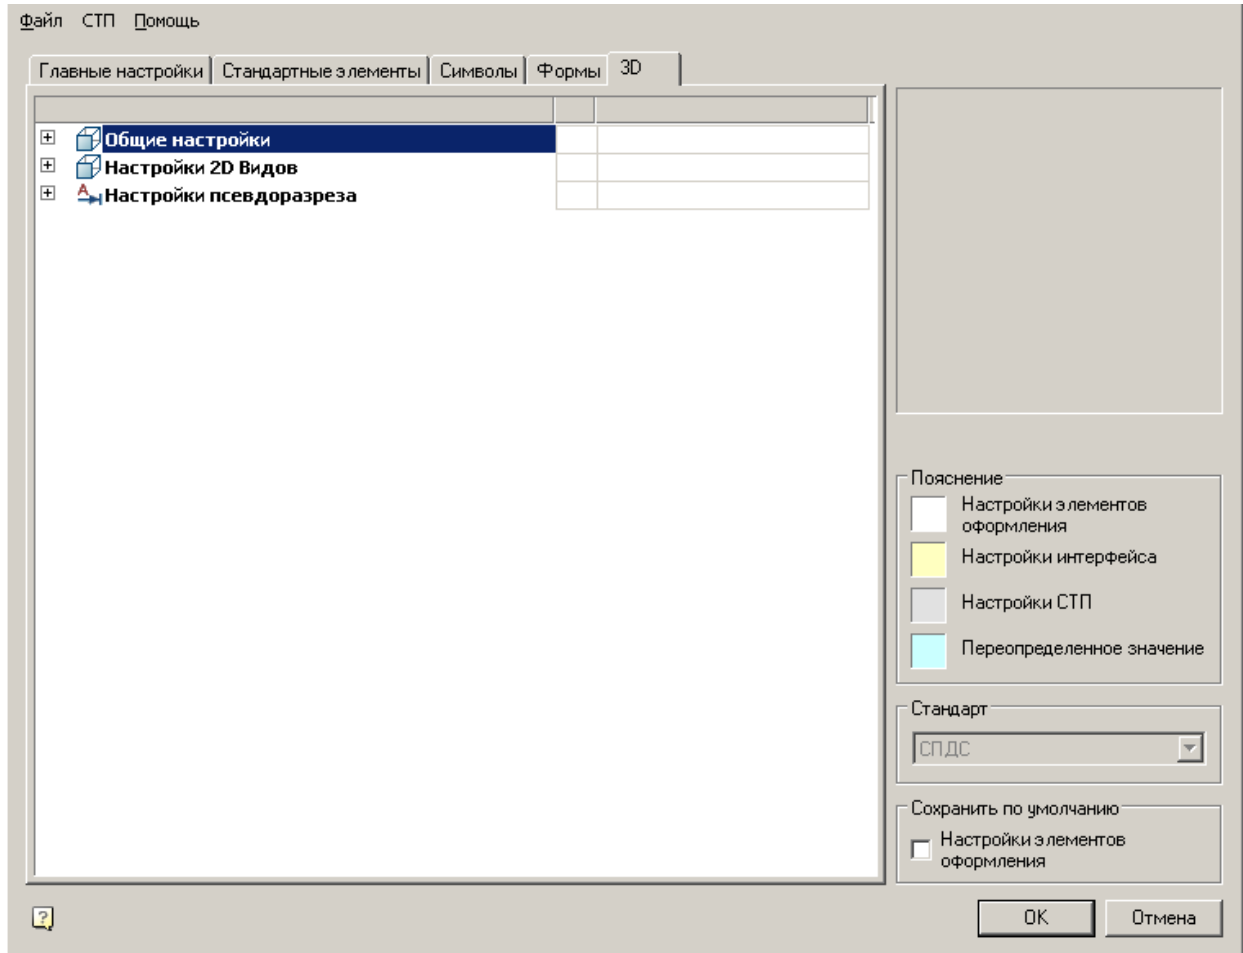 Файл СТП Помощь
Главные настройки Стандартные элементы Символы Формы 3D
Общие настройки
Настройки 2D Видов
Настройки псевдоразреза
Пояснение
Настройки элементов
оформления
Настройки интерфейса
Настройки СТП
Переопределенное значение
Стандарт
СПДС
Сохранить по умолчанию
Настройки элементов
оформления
ОК Отмена